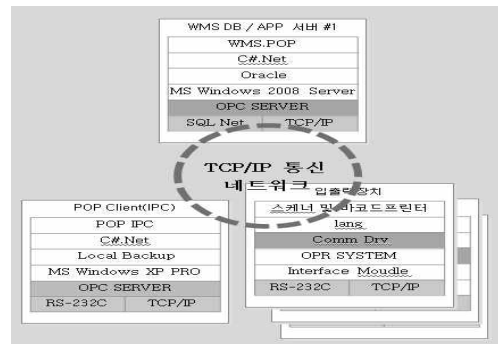 WMS DB / APP 서버 #1
WMS.POP
C#.Net
Oracle
MS Windows 2008 Server
OPC SERVER
SQL Net TCP/IP
TCP/IP 통신
네트워크
POP Client(IPC)
POP IPC
C#.Net
Local Backup
MS Windows XP PRO
OPC SERVER
RS-232C TCP/IP
입출력장치
스케너 및 바코드프린터
lang
Comm Drv
OPR SYSTEM
Interface Moudle
RS-232C TCP/IP